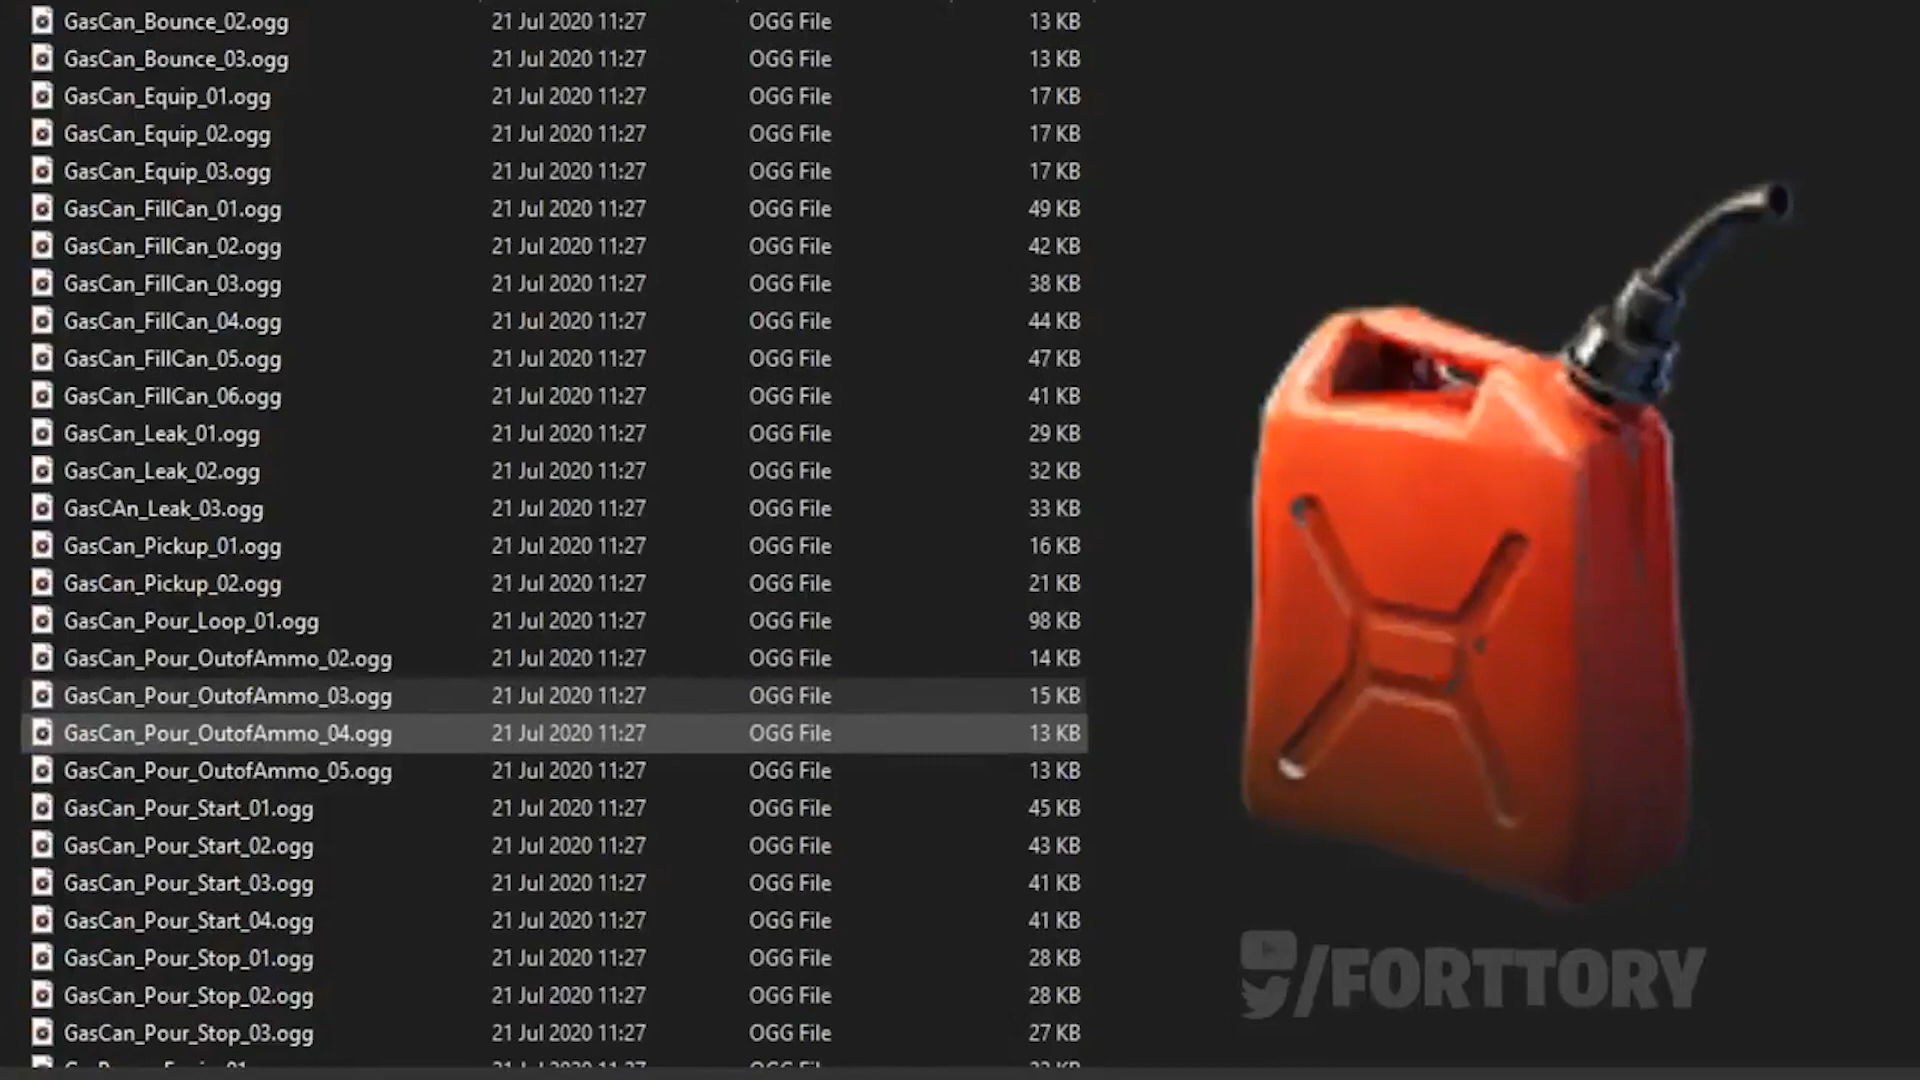 GasCan_Bounce_02.ogg 21 Jul 2020 11:27 OGG File 13 KB
GasCan_Bounce_03.ogg 21 Jul 2020 11:27 OGG File 13 KB
GasCan_Equip_01.ogg 21 Jul 2020 11:27 OGG File 17 KB
GasCan_Equip_02.ogg 21 Jul 2020 11:27 OGG File 17 KB
GasCan_Equip_03.ogg 21 Jul 2020 11:27 OGG File 17 KB
GasCan_FillCan_01.ogg 21 Jul 2020 11:27 OGG File 49 KB
GasCan_FillCan_02.ogg 21 Jul 2020 11:27 OGG File 42 KB
GasCan_FillCan_03.ogg 21 Jul 2020 11:27 OGG File 38 KB
GasCan_FillCan_04.ogg 21 Jul 2020 11:27 OGG File 44 KB
GasCan_FillCan_05.ogg 21 Jul 2020 11:27 OGG File 47 KB
GasCan_FillCan_06.ogg 21 Jul 2020 11:27 OGG File 41 KB
GasCan_Leak_01.ogg 21 Jul 2020 11:27 OGG File 29 KB
GasCan_Leak_02.ogg 21 Jul 2020 11:27 OGG File 32 KB
GasCAn_Leak_03.ogg 21 Jul 2020 11:27 OGG File 33 KB
GasCan_Pickup_01.ogg 21 Jul 2020 11:27 OGG File 16 KB
GasCan_Pickup_02.ogg 21 Jul 2020 11:27 OGG File 21 KB
GasCan_Pour_Loop_01.ogg 21 Jul 2020 11:27 OGG File 98 KB
GasCan_Pour_OutofAmmo_02.ogg 21 Jul 2020 11:27 OGG File 14 KB
GasCan_Pour_OutofAmmo_03.ogg 21 Jul 2020 11:27 OGG File 15 KB
GasCan_Pour_OutofAmmo_04.ogg 21 Jul 2020 11:27 OGG File 13 KB
GasCan_Pour_OutofAmmo_05.ogg 21 Jul 2020 11:27 OGG File 13 KB
GasCan_Pour_Start_01.ogg 21 Jul 2020 11:27 OGG File 45 KB
GasCan_Pour_Start_02.ogg 21 Jul 2020 11:27 OGG File 43 KB
GasCan_Pour_Start_03.ogg 21 Jul 2020 11:27 OGG File 41 KB
GasCan_Pour_Start_04.ogg 21 Jul 2020 11:27 OGG File 41 KB
GasCan_Pour_Stop_01.ogg 21 Jul 2020 11:27 OGG File 28 KB
GasCan_Pour_Stop_02.ogg 21 Jul 2020 11:27 OGG File 28 KB
GasCan_Pour_Stop_03.ogg 21 Jul 2020 11:27 OGG File 27 KB
/FORTTORY